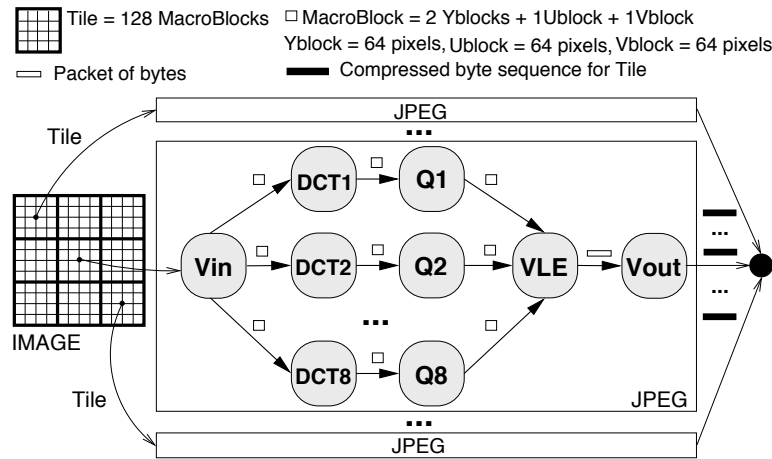 Tile = 128 MacroBlocks
MacroBlock = 2 Yblocks + 1Ublock + 1Vblock
Yblock = 64 pixels, Ublock = 64 pixels, Vblock = 64 pixels
Packet of bytes
Compressed byte sequence for Tile
JPEG
Tile
...
DCT1
Q1
Vin
DCT2
Q2
VLE
Vout
...
...
...
IMAGE
DCT8
Q8
Tile
JPEG
...
JPEG